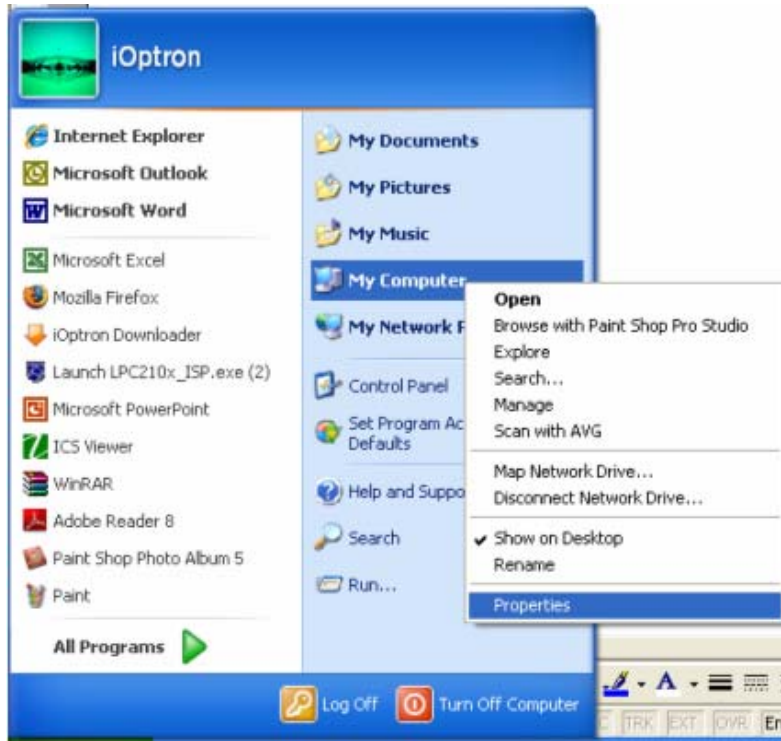 iOptron
Internet Explorer
Microsoft Outlook
Microsoft Word
Microsoft Excel
Mozilla Firefox
iOptron Downloader
Launch LPC210x_ISP.exe (2)
Microsoft PowerPoint
ICS Viewer
WinRAR
Adobe Reader 8
Paint Shop Photo Album 5
Paint
All Programs
My Documents
My Pictures
My Music
My Computer
My Network P
Control Panel
Set Program Ac
Defaults
Help and Suppo
Search
Run...
Open
Browse with Paint Shop Pro Studio
Explore
Search...
Manage
Scan with AVG
Map Network Drive...
Disconnect Network Drive...
Show on Desktop
Rename
Properties
Log Off
Turn Off Computer
A
TRK EXT OVR